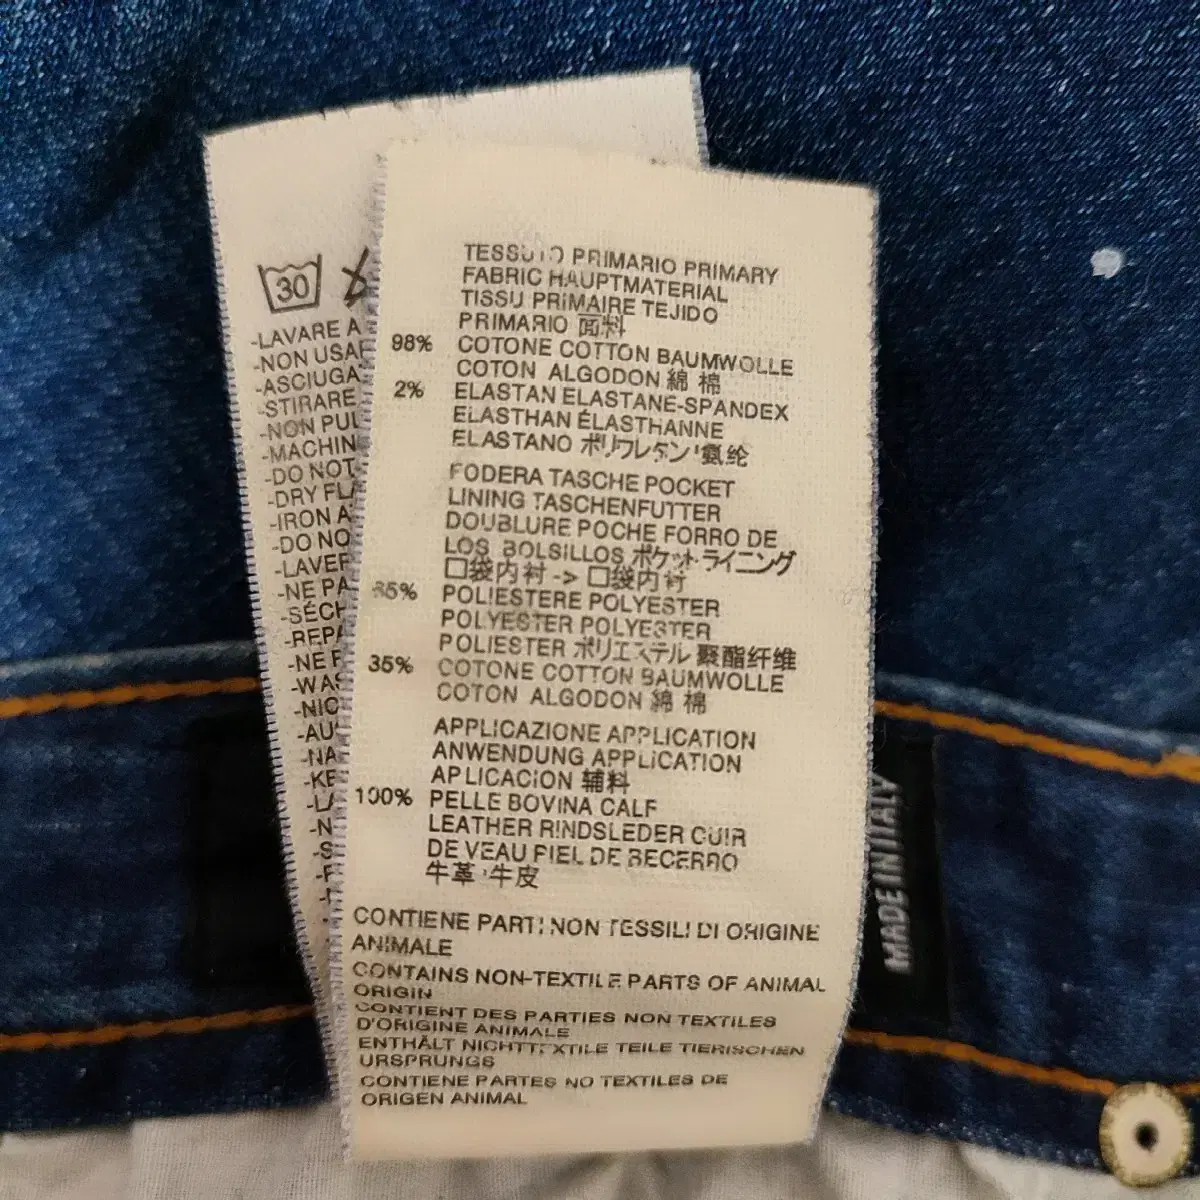 30
-LAVARE A
-NON USAR
-ASCIUGA
-STIRARE
-NON PUL
-MACHIN
-DO NOT
-DRY FLA
-IRON A
-DO NO
-LAVER
-NE PA
-SÉCH
-REPA
-NE P
-WAS
-NIC
-AU
-NA
-KE
-LA
-N
-S
TESSUTO PRIMARIO PRIMARY
FABRIC HAUPTMATERIAL
TISSU PRIMAIRE TEJIDO
PRIMARIO 面料
98% COTONE COTTON BAUMWOLLE
COTON ALGODON 綿 棉
2% ELASTAN ELASTANE-SPANDEX
ELASTHAN ÉLASTHANNE
ELASTANO ポリウレタン 氨纶
FODERA TASCHE POCKET
LINING TASCHENFUTTER
DOUBLURE POCHE FORRO DE
LOS BOLSILLOS ポケット・ライニング
口袋内衬 -> 口袋内衬
65% POLIESTERE POLYESTER
POLYESTER POLYESTER
POLIESTER ポリエステル 聚酯纤维
35% COTONE COTTON BAUMWOLLE
COTON ALGODON 綿 棉
APPLICAZIONE APPLICATION
ANWENDUNG APPLICATION
APLICACION 辅料
100% PELLE BOVINA CALF
LEATHER RINDSLEDER CUIR
DE VEAU PIEL DE BECERRO
牛革 牛皮
CONTIENE PARTI NON TESSILI DI ORIGINE
ANIMALE
CONTAINS NON-TEXTILE PARTS OF ANIMAL
ORIGIN
CONTIENT DES PARTIES NON TEXTILES
D'ORIGINE ANIMALE
ENTHÄLT NICHTTEXTILE TEILE TIERISCHEN
URSPRUNGS
CONTIENE PARTES NO TEXTILES DE
ORIGEN ANIMAL
MADE IN ITALY